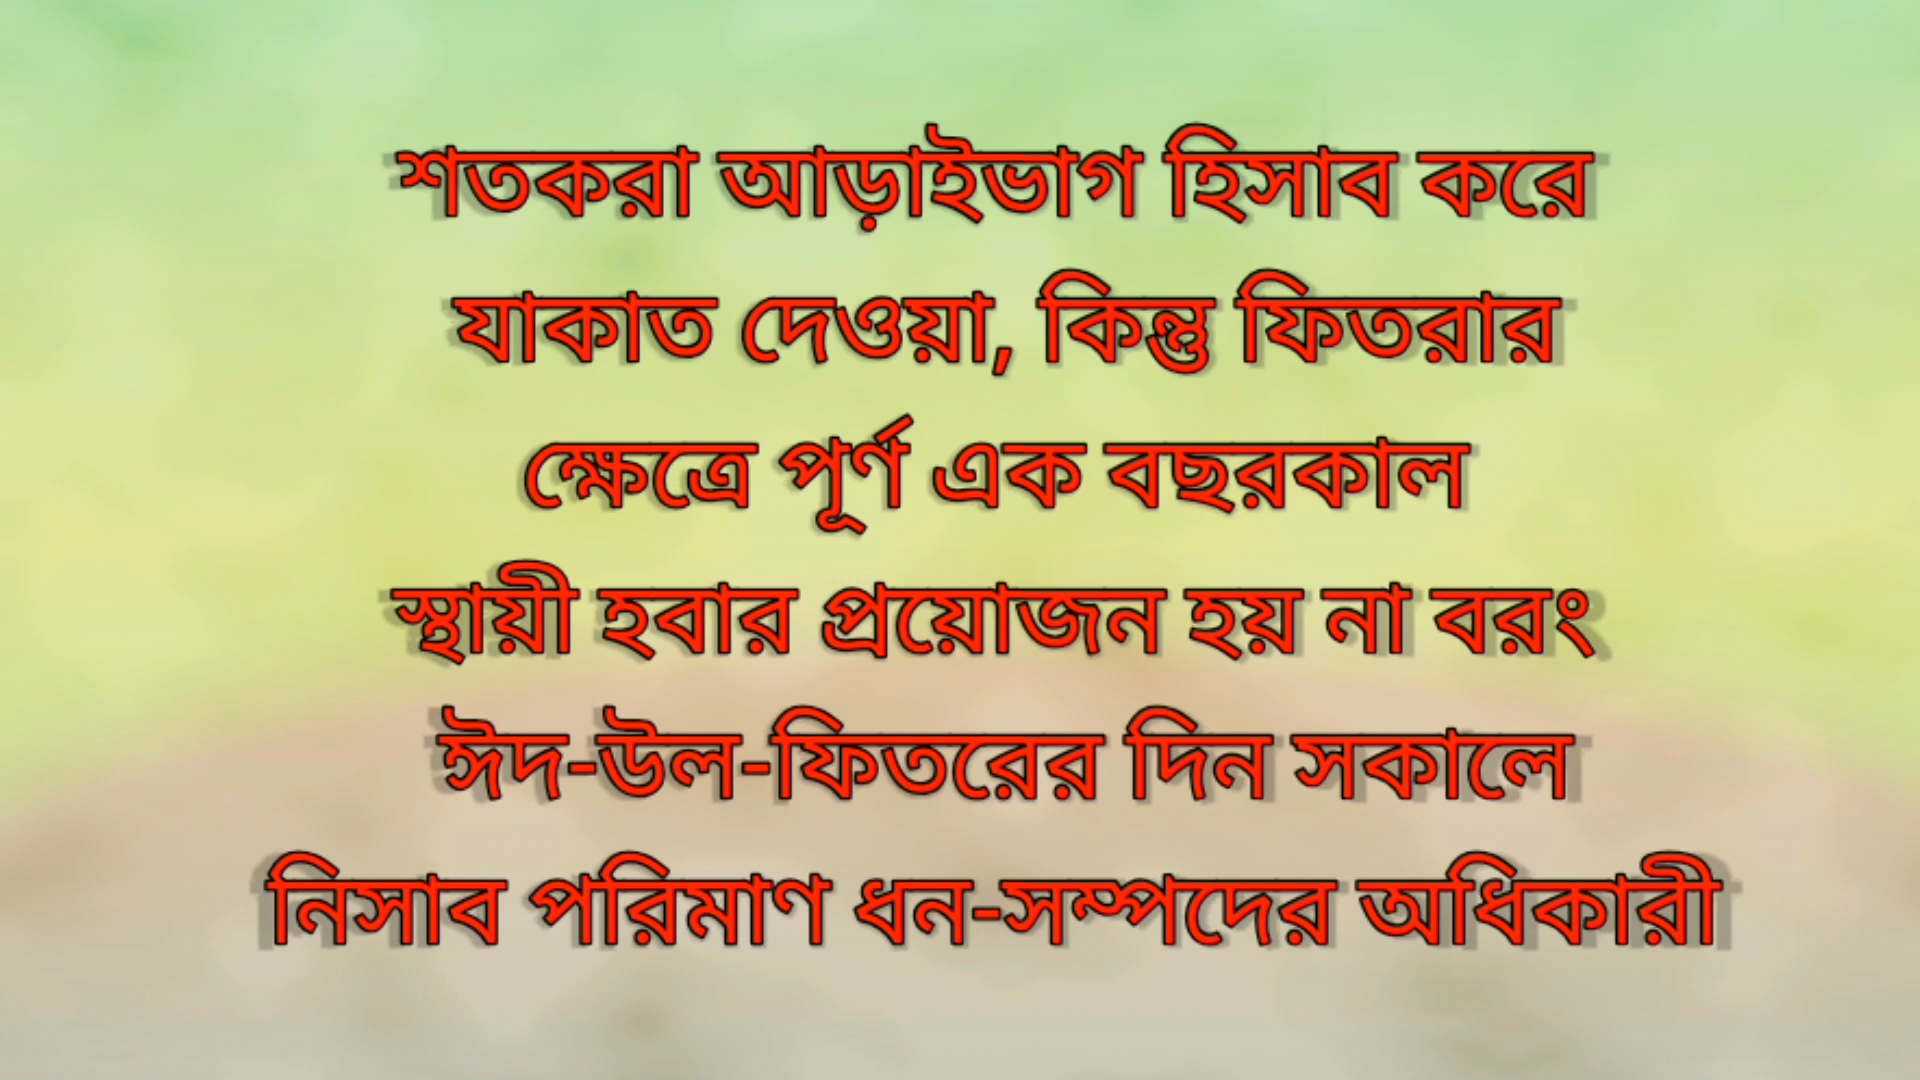 শতকরা আড়াইভাগ হিসাব করে
যাকাত দেওয়া, কিন্তু ফিতরার
ক্ষেত্রে পূর্ণ এক বছরকাল
স্থায়ী হবার প্রয়োজন হয় না বরং
ঈদ-উল-ফিতরের দিন সকালে
নিসাব পরিমাণ ধন-সম্পদের অধিকারী